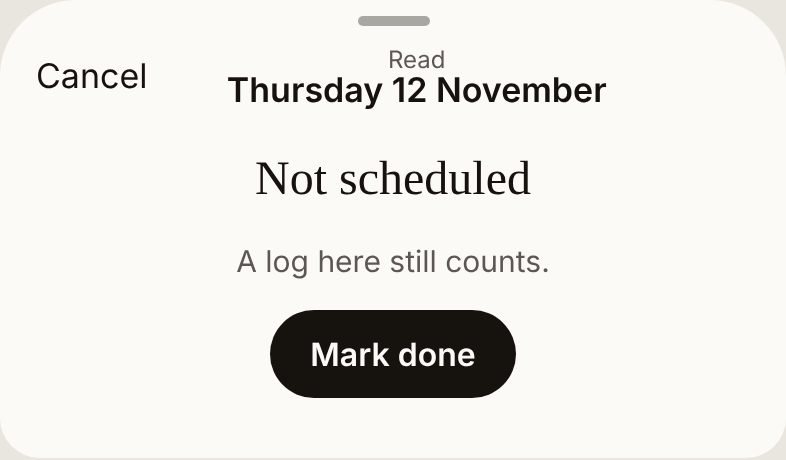 Read
Cancel
Thursday 12 November
Not scheduled
A log here still counts.
Mark done